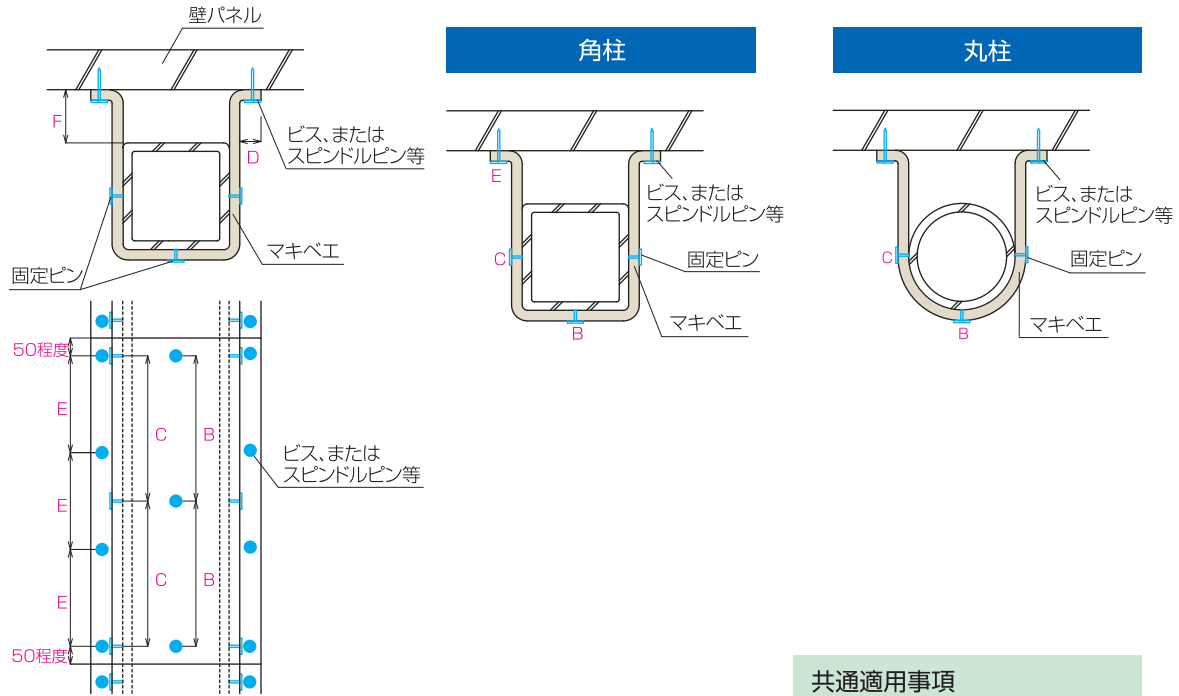 壁パネル
F
D
ビス、または
スピンドルピン等
マキベエ
固定ピン
50程度
E
C
B
E
ビス、または
スピンドルピン等
C
B
E
50程度
角柱
E
ビス、または
スピンドルピン等
C
固定ピン
マキベエ
B
丸柱
ビス、または
スピンドルピン等
C
固定ピン
マキベエ
B
共通適用事項